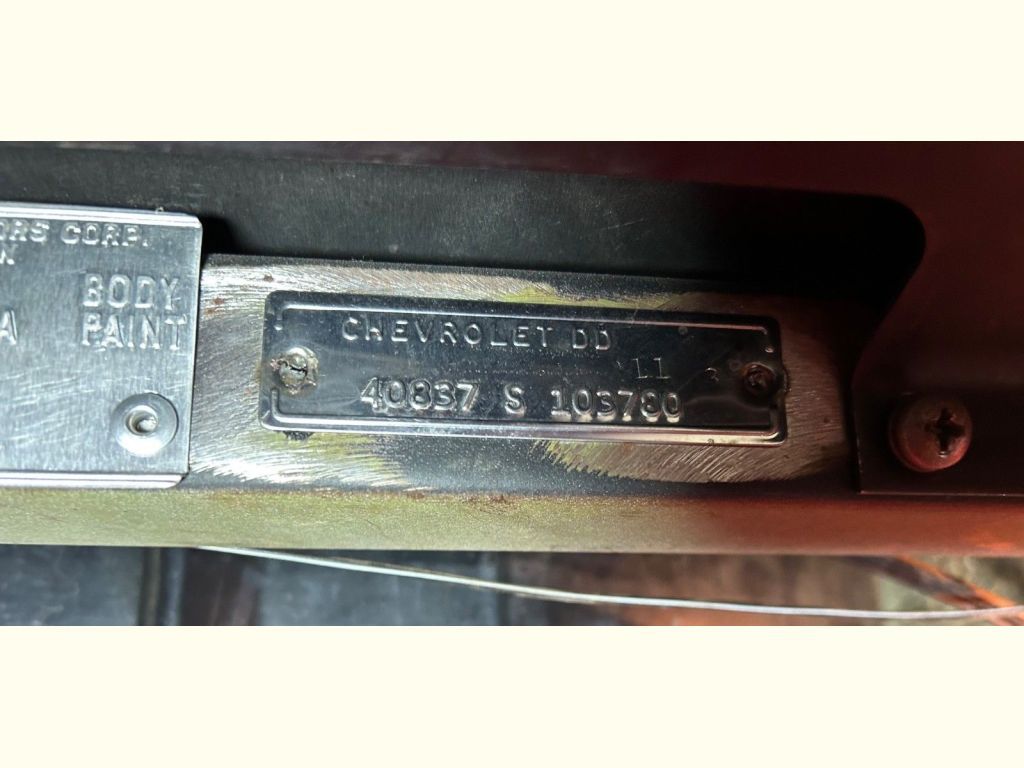 ORS CORP.
BODY
A PAINT
CHEVROLET DD
11
40837 S 103780